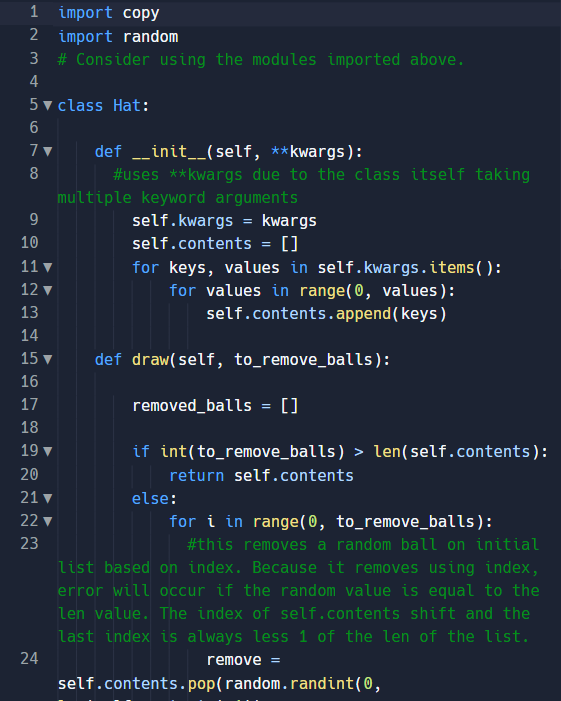 1 import copy
2 import random
3 # Consider using the modules imported above.
4
5 class Hat:
6
7 def __init__(self, **kwargs):
8 #uses **kwargs due to the class itself taking
multiple keyword arguments
9 self.kwargs = kwargs
10 self.contents = []
11 for keys, values in self.kwargs.items():
12 for values in range(0, values):
13 self.contents.append(keys)
14
15 def draw(self, to_remove_balls):
16
17 removed_balls = []
18
19 if int(to_remove_balls) > len(self.contents):
20 return self.contents
21 else:
22 for i in range(0, to_remove_balls):
23 #this removes a random ball on initial
list based on index. Because it removes using index,
error will occur if the random value is equal to the
len value. The index of self.contents shift and the
last index is always less 1 of the len of the list.
24 remove =
self.contents.pop(random.randint(0,